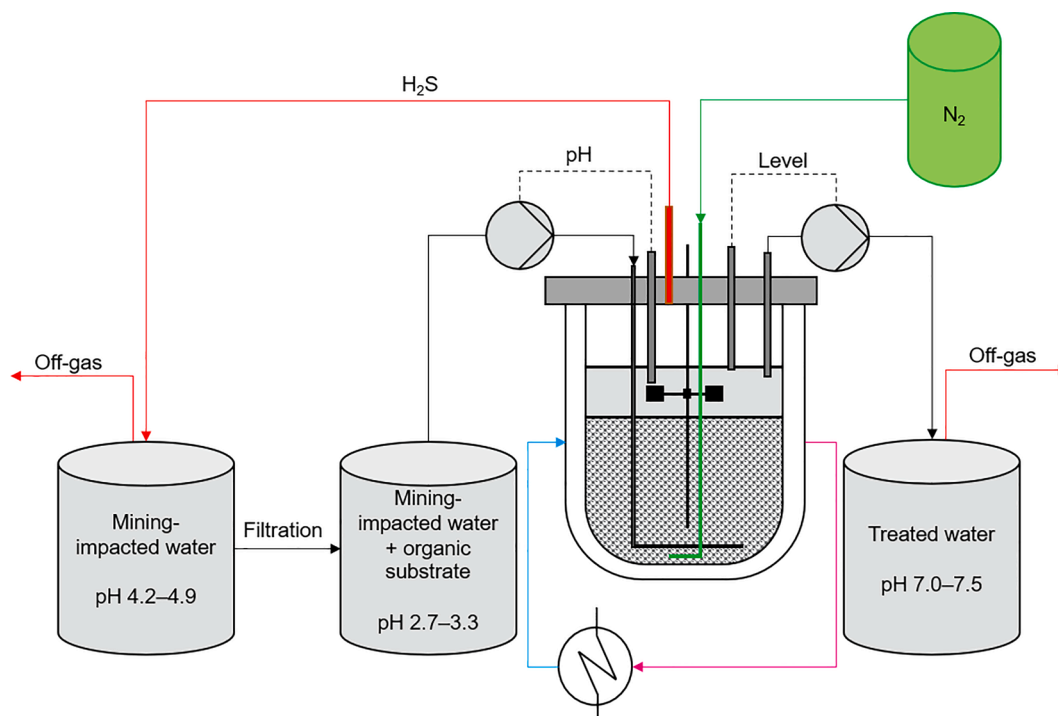 H₂S
N₂
pH
Level
Off-gas
Off-gas
Mining-
impacted water
pH 4.2–4.9
Filtration
Mining-
impacted water
+ organic
substrate
pH 2.7–3.3
Treated water
pH 7.0–7.5